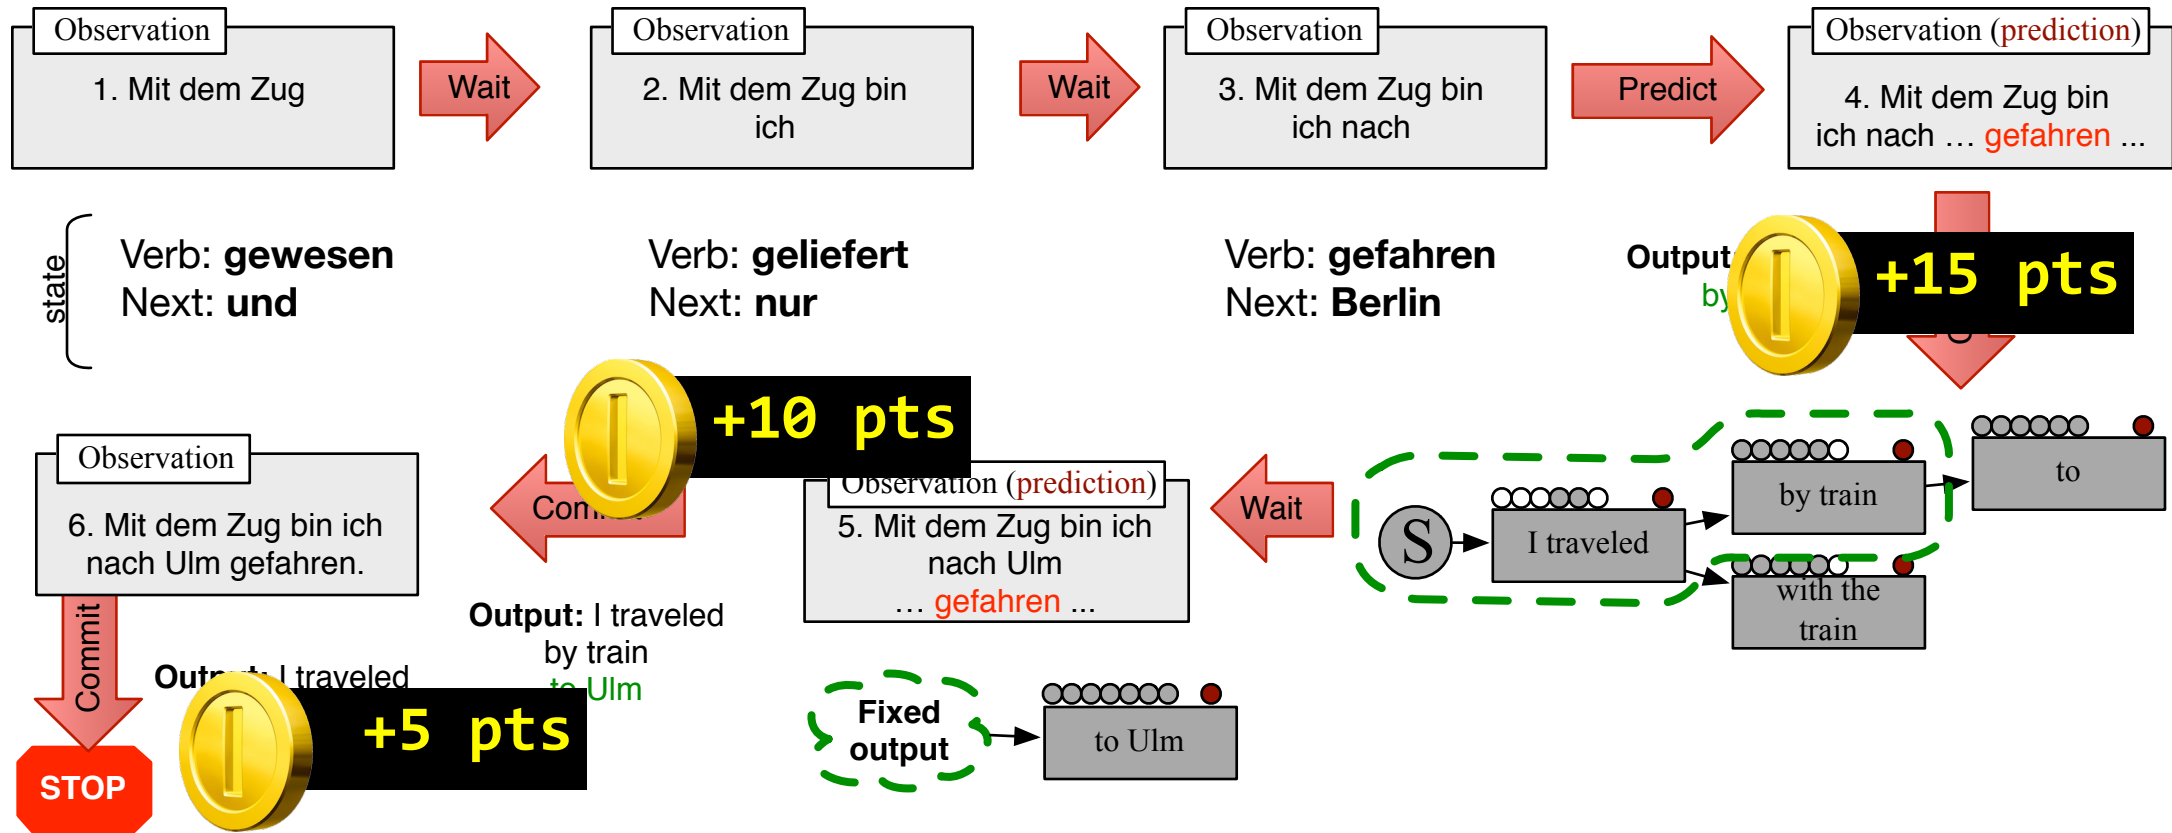 Observation
1. Mit dem Zug
Wait
Observation
2. Mit dem Zug bin
ich
Wait
Observation
3. Mit dem Zug bin
ich nach
Predict
Observation (prediction)
4. Mit dem Zug bin
ich nach … gefahren ...
state
Verb: gewesen
Next: und
Verb: geliefert
Next: nur
Verb: gefahren
Next: Berlin
Output:
by
+15 pts
S
I traveled
by train
to
with the
train
Wait
Observation (prediction)
5. Mit dem Zug bin ich
nach Ulm
… gefahren ...
Fixed
output
to Ulm
+10 pts
Output: I traveled
by train
to Ulm
Observation
6. Mit dem Zug bin ich
nach Ulm gefahren.
Commit
Output: I traveled
+5 pts
STOP